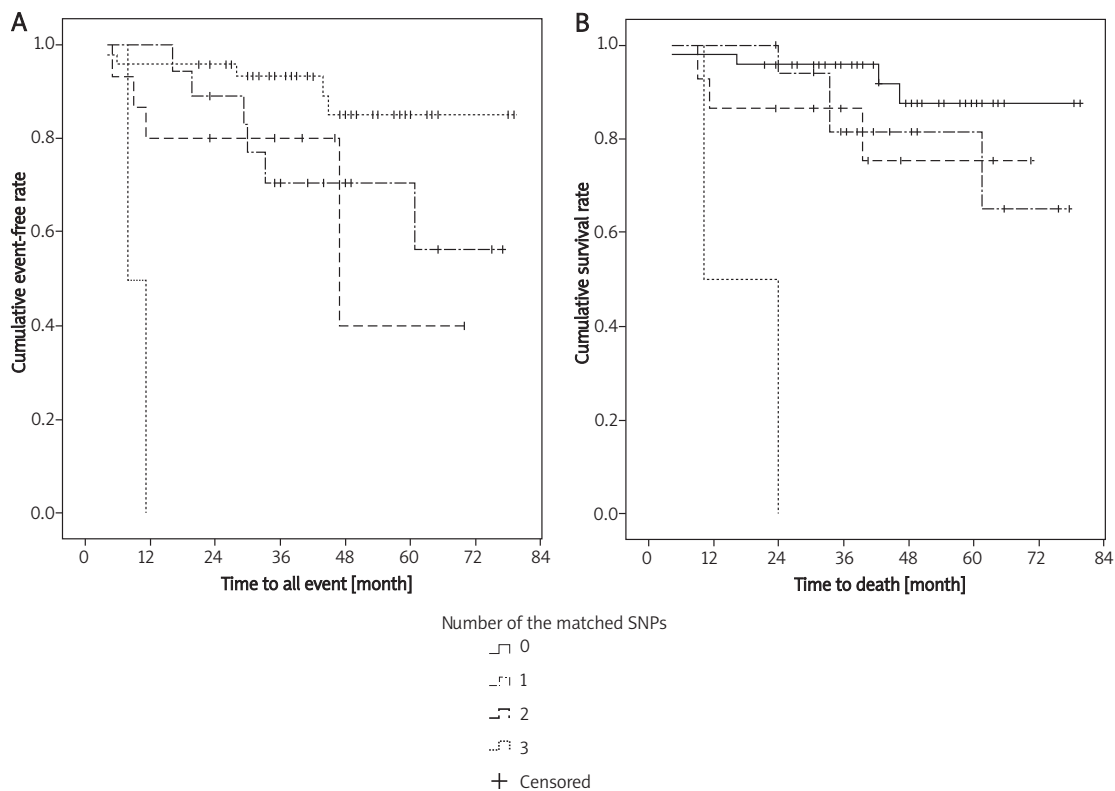 A
Cumulative event-free rate
1.0
0.8
0.6
0.4
0.2
0.0
0 12 24 36 48 60 72 84
Time to all event [month]
B
Cumulative survival rate
1.0
0.8
0.6
0.4
0.2
0.0
0 12 24 36 48 60 72 84
Time to death [month]
Number of the matched SNPs
0
1
2
3
Censored